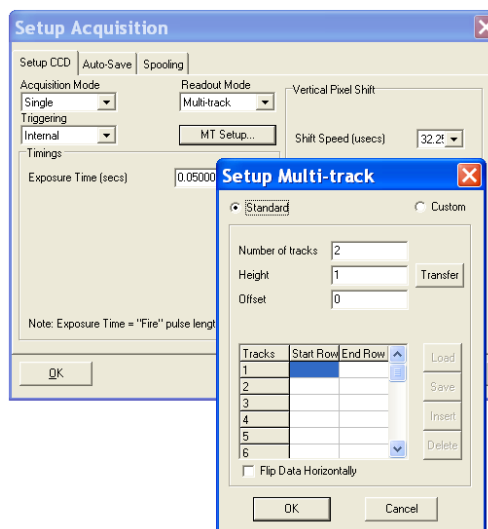 Setup Acquisition
Setup CCD Auto-Save Spooling
Acquisition Mode Readout Mode
Single Multi-track Vertical Pixel Shift
Triggering
Internal MT Setup... Shift Speed (usecs)
Timings
Exposure Time (secs) 0.05000
Note: Exposure Time = "Fire" pulse lengt
OK
Setup Multi-track
Standard Custom
Number of tracks 2
Height 1 Transfer
Offset 0
Tracks Start Row End Row
1
2
3
4
5
6
Load
Save
Insert
Delete
Flip Data Horizontally
OK Cancel